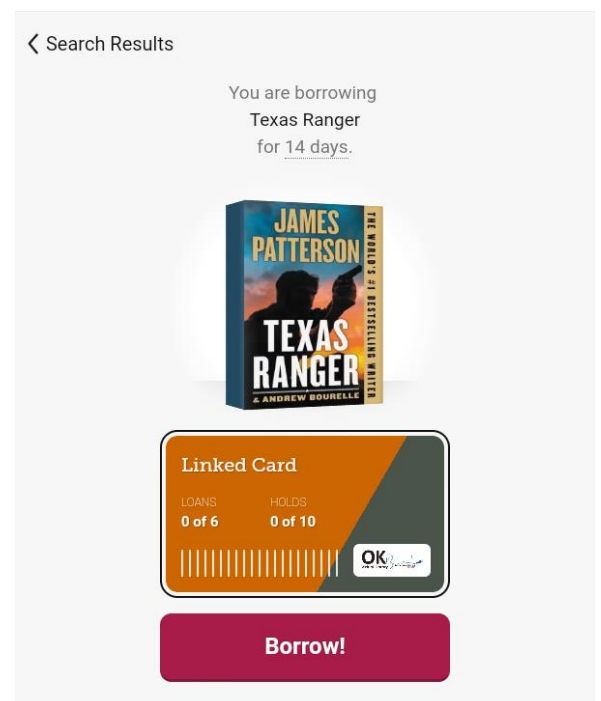 Search Results
You are borrowing
Texas Ranger
for 14 days.
JAMES
PATTERSON
THE WORLD'S #1 BESTSELLING WRITER
TEXAS
RANGER
& ANDREW BOURELLE
Linked Card
LOANS HOLDS
0 of 6 0 of 10
OK
Borrow!